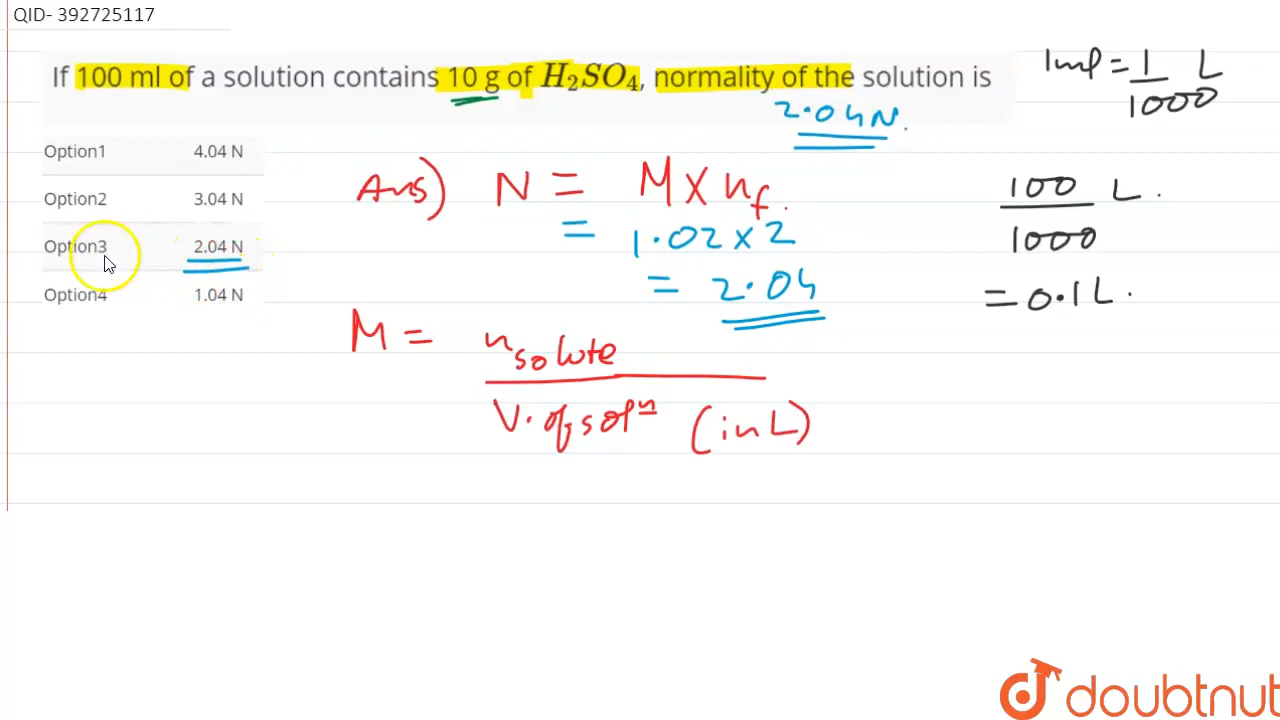 QID- 392725117
If 100 ml of a solution contains 10 g of H₂SO₄, normality of the solution is
2.04N.
1ml = 1/1000 L
Option1 4.04 N
Option2 3.04 N
Option3 2.04 N
Option4 1.04 N
Ans) N = M × nf.
= 1.02 × 2
= 2.04
100/1000 L.
= 0.1L.
M = nsolute
V. of solⁿ (in L)
doubtnut